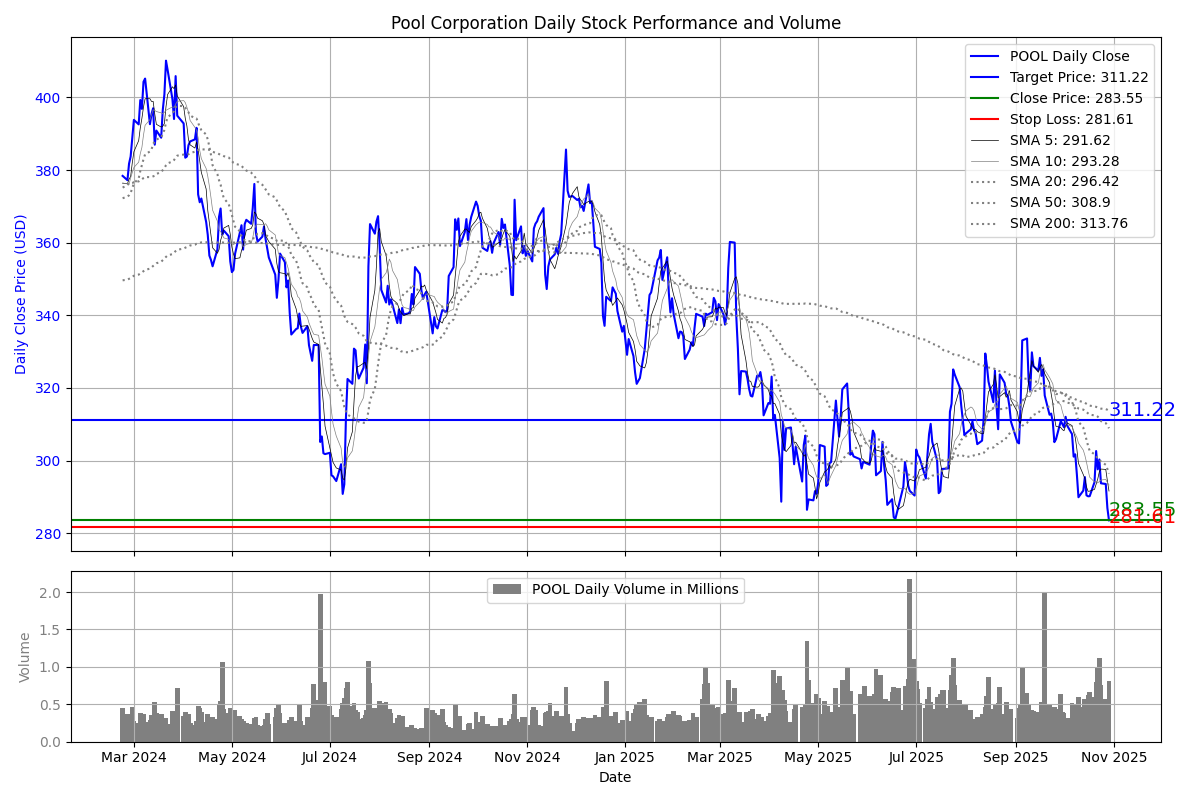 Pool Corporation Daily Stock Performance and Volume
Daily Close Price (USD)
400
380
360
340
320
300
280
POOL Daily Close
Target Price: 311.22
Close Price: 283.55
Stop Loss: 281.61
SMA 5: 291.62
SMA 10: 293.28
SMA 20: 296.42
SMA 50: 308.9
SMA 200: 313.76
311.22
283.55
281.61
Volume
2.0
1.5
1.0
0.5
0.0
POOL Daily Volume in Millions
Mar 2024
May 2024
Jul 2024
Sep 2024
Nov 2024
Jan 2025
Mar 2025
May 2025
Jul 2025
Sep 2025
Nov 2025
Date